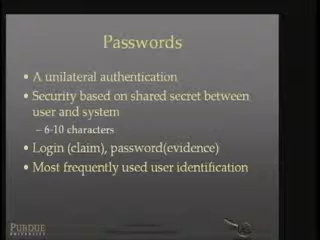 Passwords
• A unilateral authentication
• Security based on shared secret between
user and system
– 6-10 characters
• Login (claim), password(evidence)
• Most frequently used user identification
PURDUE
UNIVERSITY